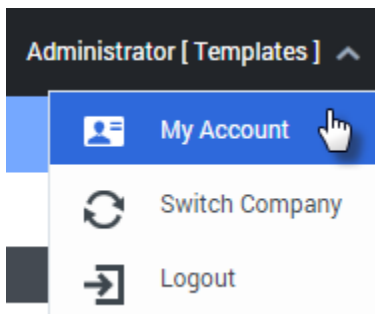 Administrator [ Templates ]
My Account
Switch Company
Logout